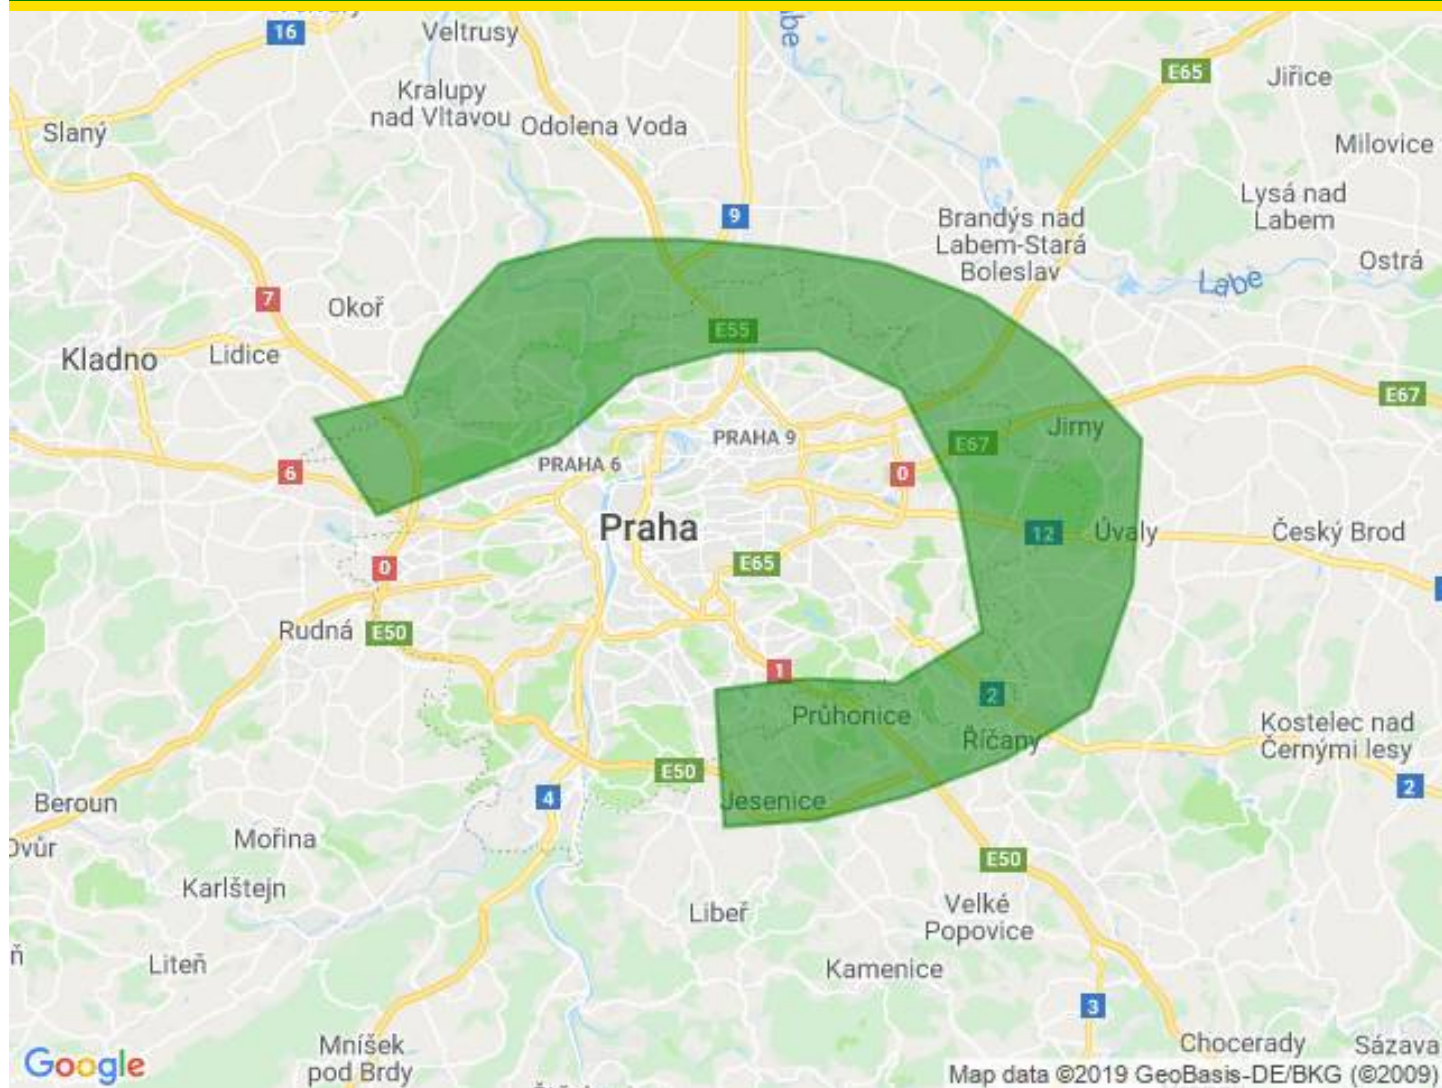 16
Veltrusy
E65
Jiřice
Kralupy
nad Vltavou
Odolena Voda
Slaný
Milovice
Lysá nad
Labem
9
Brandýs nad
Labem-Stará
Boleslav
Ostrá
Labe
7
Okoř
E55
Kladno
Lidice
E67
Jirny
E67
PRAHA 9
PRAHA 6
6
0
Praha
12
Úvaly
Český Brod
E65
0
Rudná
E50
1
2
Průhonice
Říčany
Kostelec nad
Černými lesy
E50
4
Jesenice
2
Beroun
Dvůr
Mořina
E50
Karlštejn
Libeř
Velké
Popovice
ň
Liteň
Kamenice
3
Mníšek
pod Brdy
Chocerady
Sázava
Google
Map data ©2019 GeoBasis-DE/BKG (©2009)